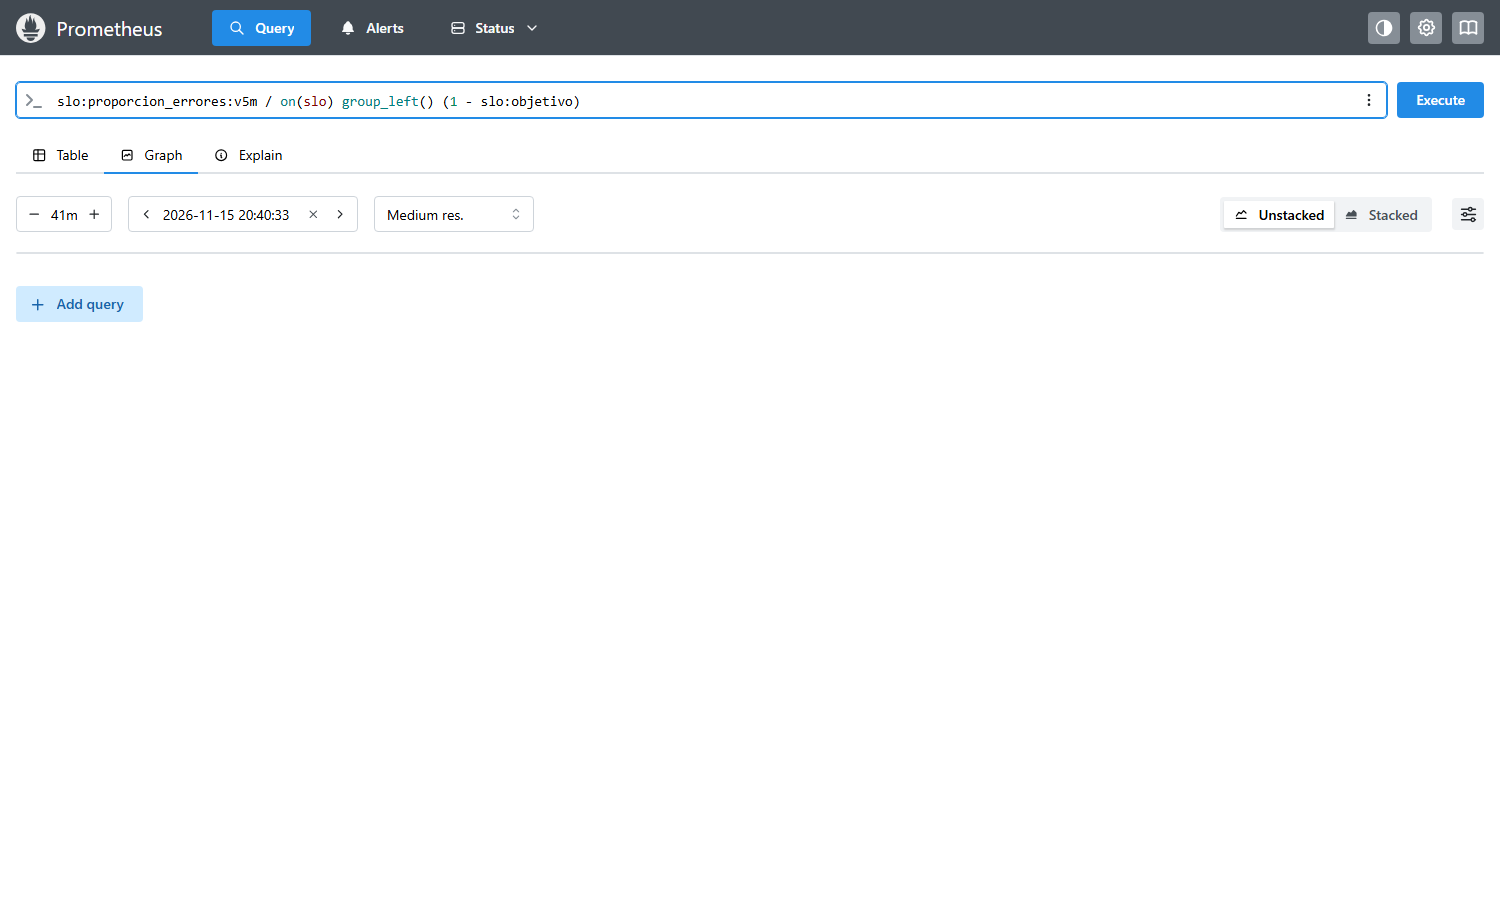 Prometheus Query Alerts Status
slo:proporcion_errores:v5m / on(slo) group_left() (1 - slo:objetivo) Execute
Table Graph Explain
41m 2026-11-15 20:40:33 Medium res. Unstacked Stacked
Add query